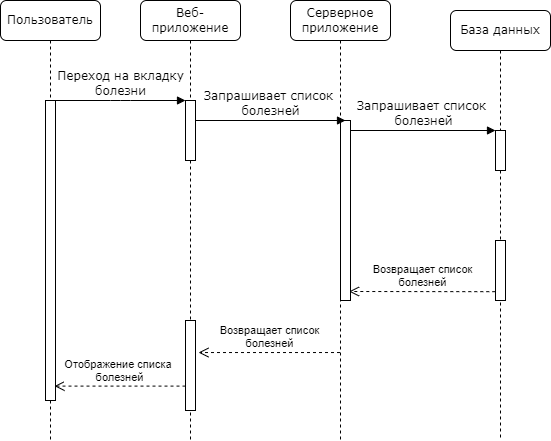 Пользователь
Веб-
приложение
Серверное
приложение
База данных
Переход на вкладку
болезни
Запрашивает список
болезней
Запрашивает список
болезней
Возвращает список
болезней
Возвращает список
болезней
Отображение списка
болезней